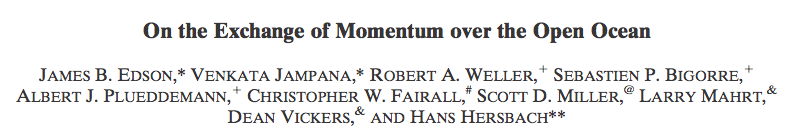 On the Exchange of Momentum over the Open Ocean
JAMES B. EDSON,* VENKATA JAMPANA,* ROBERT A. WELLER,+ SEBASTIEN P. BIGORRE,+
ALBERT J. PLUEDDEMANN,+ CHRISTOPHER W. FAIRALL,# SCOTT D. MILLER,@ LARRY MAHRT,&
DEAN VICKERS,& AND HANS HERSBACH**